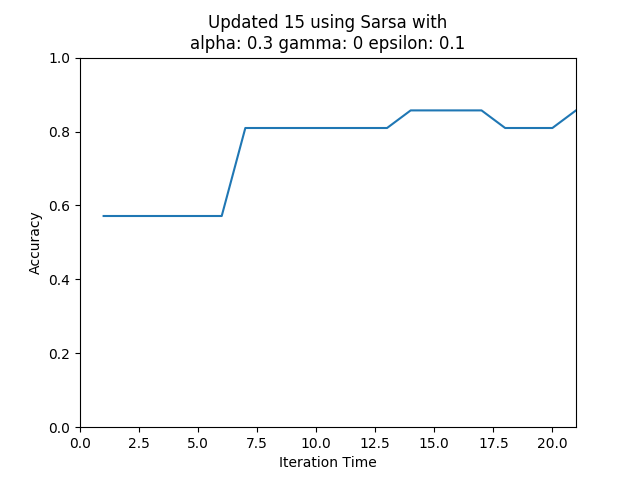 Updated 15 using Sarsa with
alpha: 0.3 gamma: 0 epsilon: 0.1
1.0
0.8
0.6
0.4
0.2
0.0
Accuracy
0.0 2.5 5.0 7.5 10.0 12.5 15.0 17.5 20.0
Iteration Time